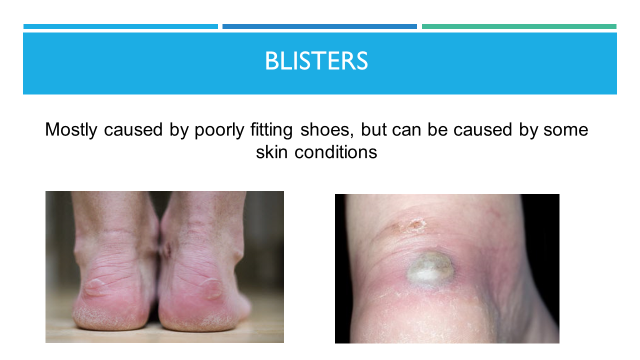 BLISTERS
Mostly caused by poorly fitting shoes, but can be caused by some
skin conditions